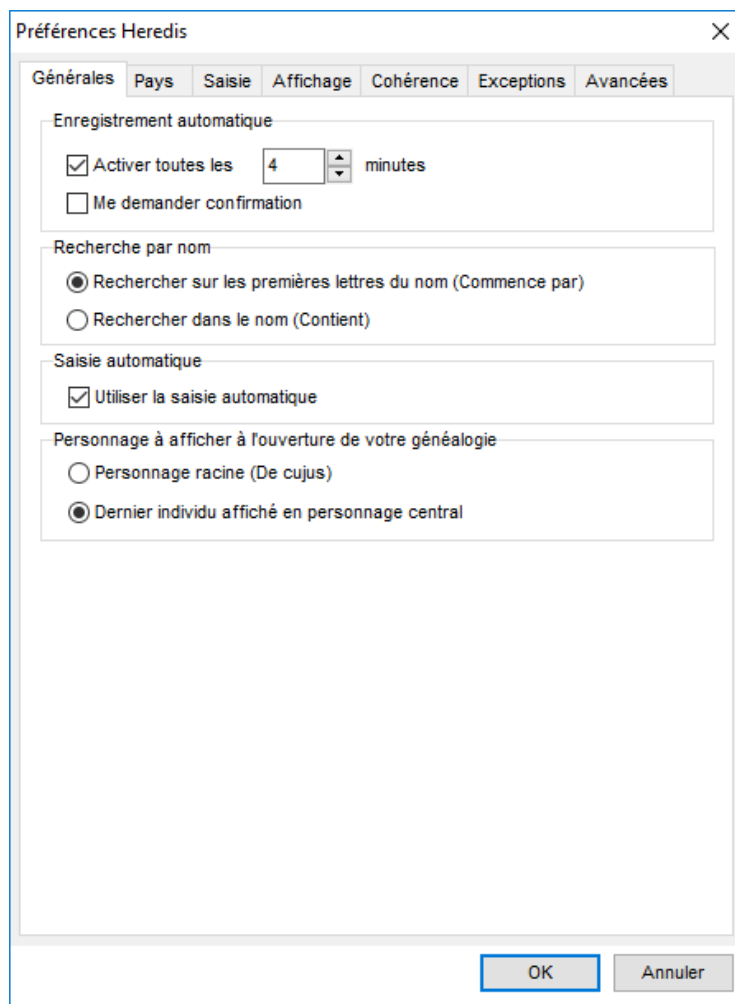 Préférences Heredis
Générales Pays Saisie Affichage Cohérence Exceptions Avancées
Enregistrement automatique
Activer toutes les 4 minutes
Me demander confirmation
Recherche par nom
Rechercher sur les premières lettres du nom (Commence par)
Rechercher dans le nom (Contient)
Saisie automatique
Utiliser la saisie automatique
Personnage à afficher à l'ouverture de votre généalogie
Personnage racine (De cujus)
Dernier individu affiché en personnage central
OK Annuler